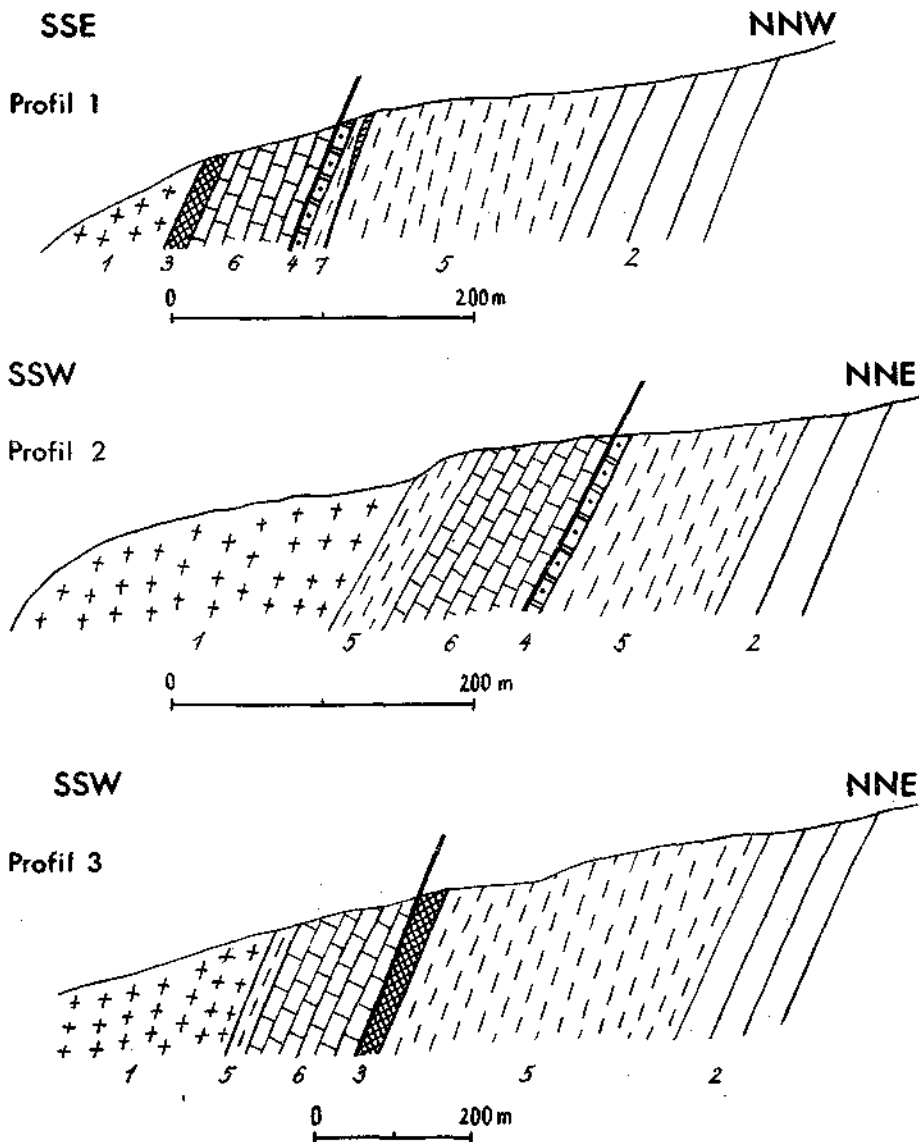 SSE NNW
Profil 1
1 3 6 4 7 5 2
0 200 m
SSW NNE
Profil 2
1 5 6 4 5 2
0 200 m
SSW NNE
Profil 3
1 5 6 3 5 2
0 200 m